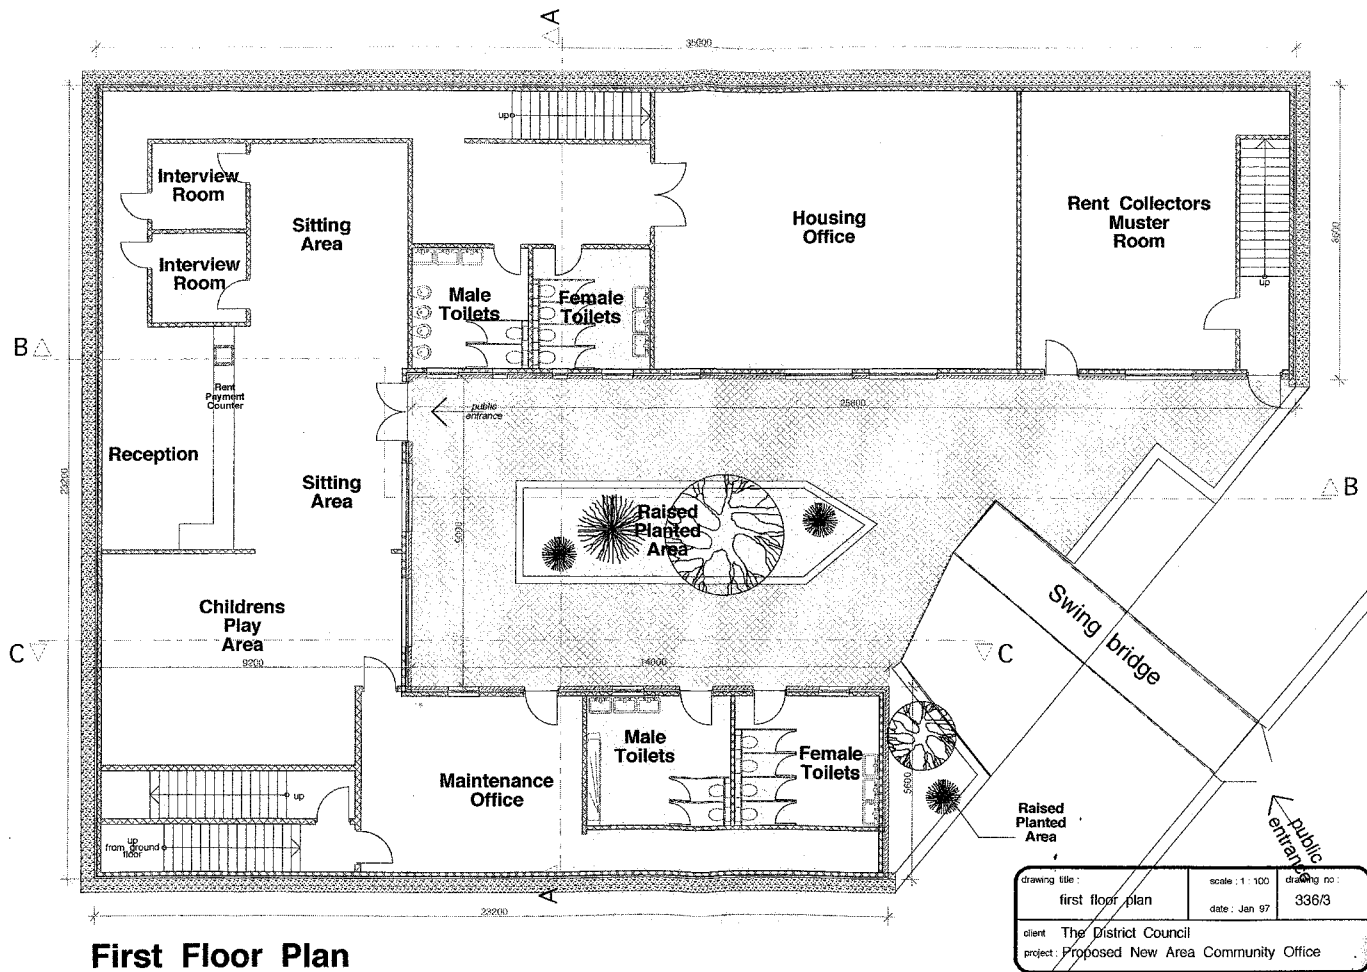 A
35000
up
Interview
Room
Sitting
Area
Housing
Office
Rent Collectors
Muster
Room
up
Interview
Room
Male
Toilets
Female
Toilets
B
Rent
Payment
Counter
public
entrance
25800
Reception
Sitting
Area
Raised
Planted
Area
9000
B
Swing bridge
Childrens
Play
Area
C
9200
14000
C
Male
Toilets
Female
Toilets
Maintenance
Office
up
up
from ground
floor
5600
Raised
Planted
Area
public
entrance
A
23200
drawing title :
first floor plan
scale : 1 : 100
date : Jan 97
drawing no :
336/3
client The District Council
project : Proposed New Area Community Office
First Floor Plan